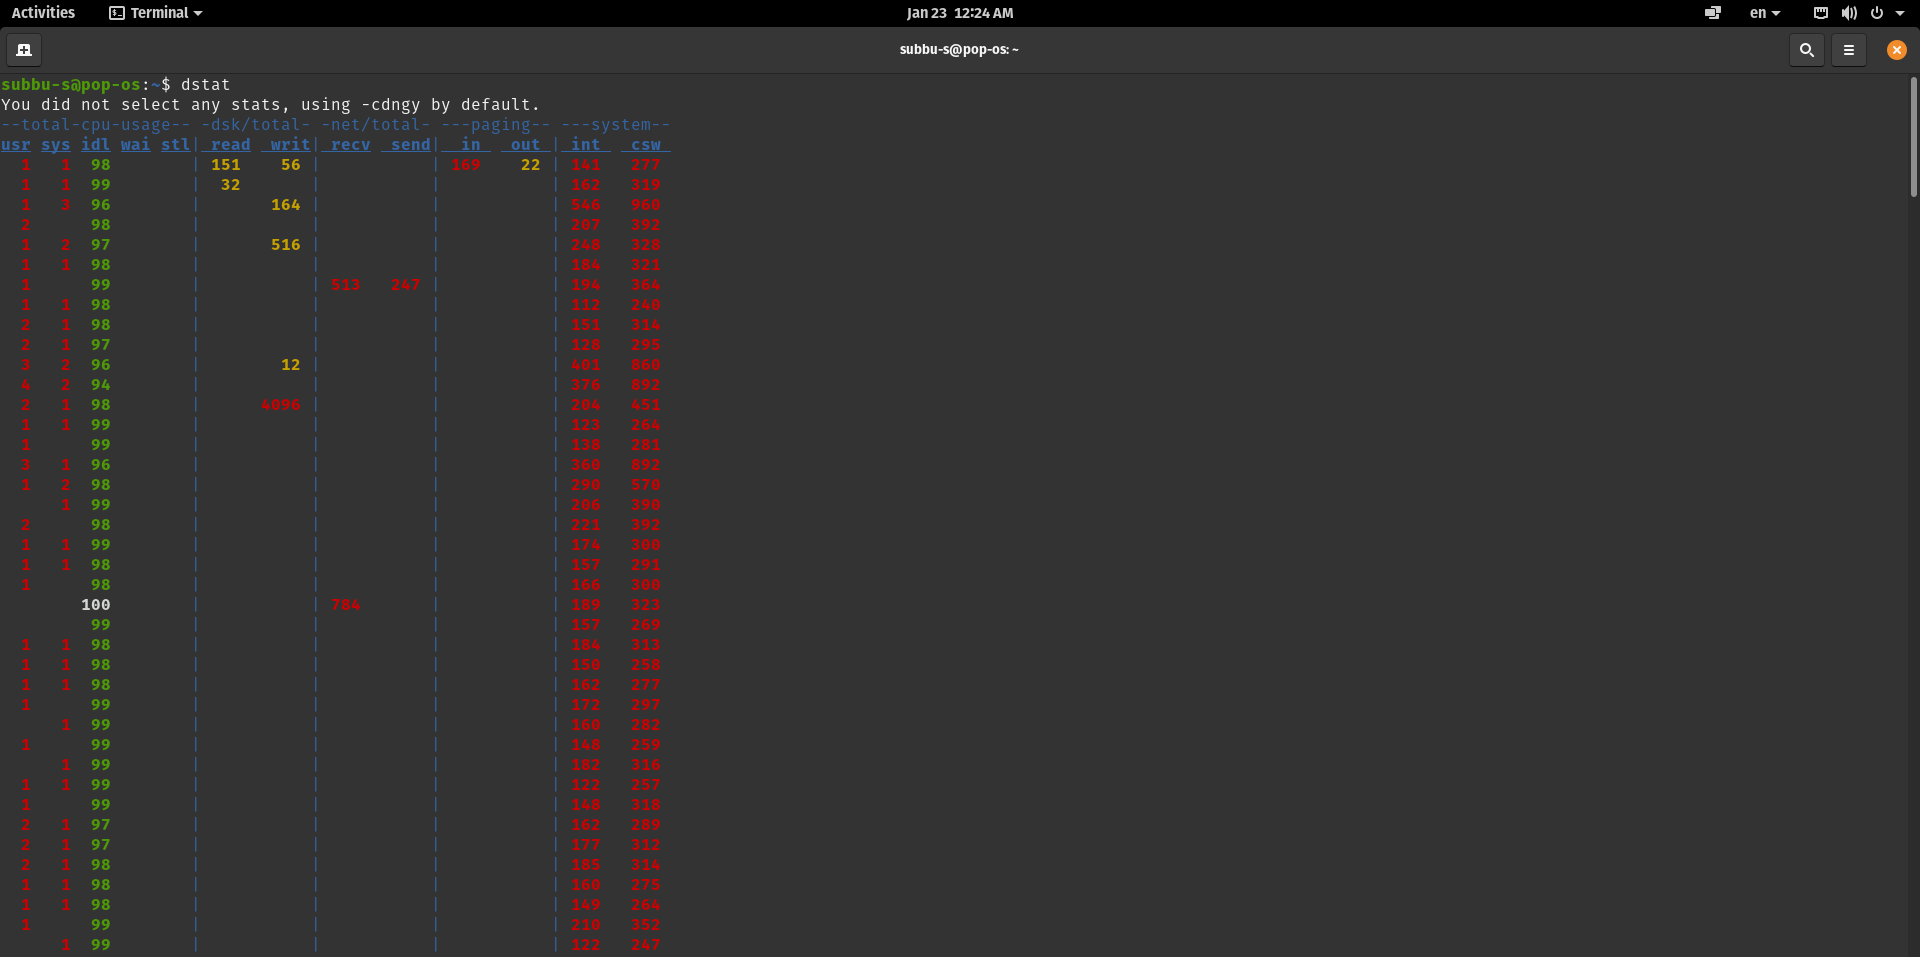 Activities Terminal Jan 23 12:24 AM en
subbu-s@pop-os: ~
subbu-s@pop-os:~$ dstat
You did not select any stats, using -cdngy by default.
--total-cpu-usage-- -dsk/total- -net/total- ---paging-- ---system--
usr sys idl wai stl| read  writ| recv  send|  in   out | int   csw
  1   1  98        | 151    56 |           | 169    22 | 141   277
  1   1  99        |  32       |           |           | 162   319
  1   3  96        |       164 |           |           | 546   960
  2      98        |           |           |           | 207   392
  1   2  97        |       516 |           |           | 248   328
  1   1  98        |           |           |           | 184   321
  1      99        |           | 513   247 |           | 194   364
  1   1  98        |           |           |           | 112   240
  2   1  98        |           |           |           | 151   314
  2   1  97        |           |           |           | 128   295
  3   2  96        |        12 |           |           | 401   860
  4   2  94        |           |           |           | 376   892
  2   1  98        |      4096 |           |           | 204   451
  1   1  99        |           |           |           | 123   264
  1      99        |           |           |           | 138   281
  3   1  96        |           |           |           | 360   892
  1   2  98        |           |           |           | 290   570
      1  99        |           |           |           | 206   390
  2      98        |           |           |           | 221   392
  1   1  99        |           |           |           | 174   300
  1   1  98        |           |           |           | 157   291
  1      98        |           |           |           | 166   300
        100        |           | 784       |           | 189   323
         99        |           |           |           | 157   269
  1   1  98        |           |           |           | 184   313
  1   1  98        |           |           |           | 150   258
  1   1  98        |           |           |           | 162   277
  1      99        |           |           |           | 172   297
      1  99        |           |           |           | 160   282
  1      99        |           |           |           | 148   259
      1  99        |           |           |           | 182   316
  1   1  99        |           |           |           | 122   257
  1      99        |           |           |           | 148   318
  2   1  97        |           |           |           | 162   289
  2   1  97        |           |           |           | 177   312
  2   1  98        |           |           |           | 185   314
  1   1  98        |           |           |           | 160   275
  1   1  98        |           |           |           | 149   264
  1      99        |           |           |           | 210   352
      1  99        |           |           |           | 122   247